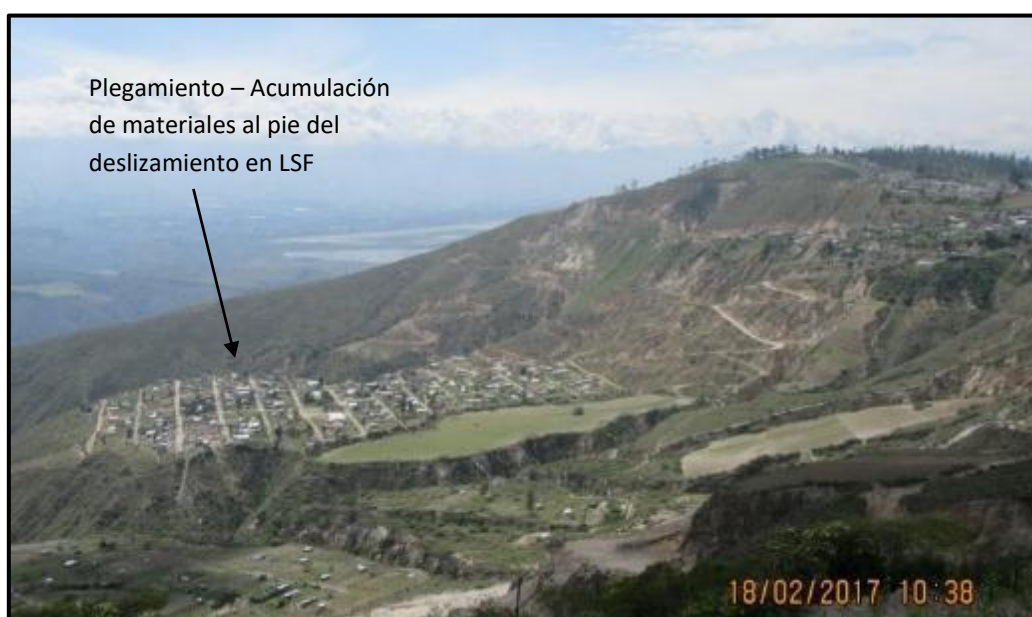 Plegamiento – Acumulación
de materiales al pie del
deslizamiento en LSF
18/02/2017 10:38